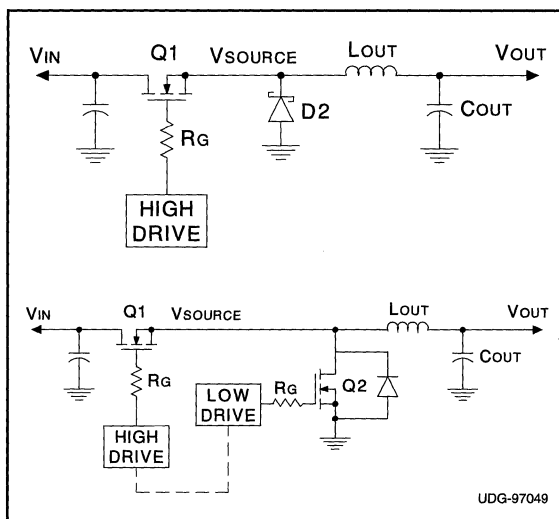 VIN Q1 VSOURCE LOUT VOUT
D2 COUT
RG
HIGH
DRIVE
VIN Q1 VSOURCE LOUT VOUT
COUT
RG LOW
DRIVE RG Q2
HIGH
DRIVE
UDG-97049